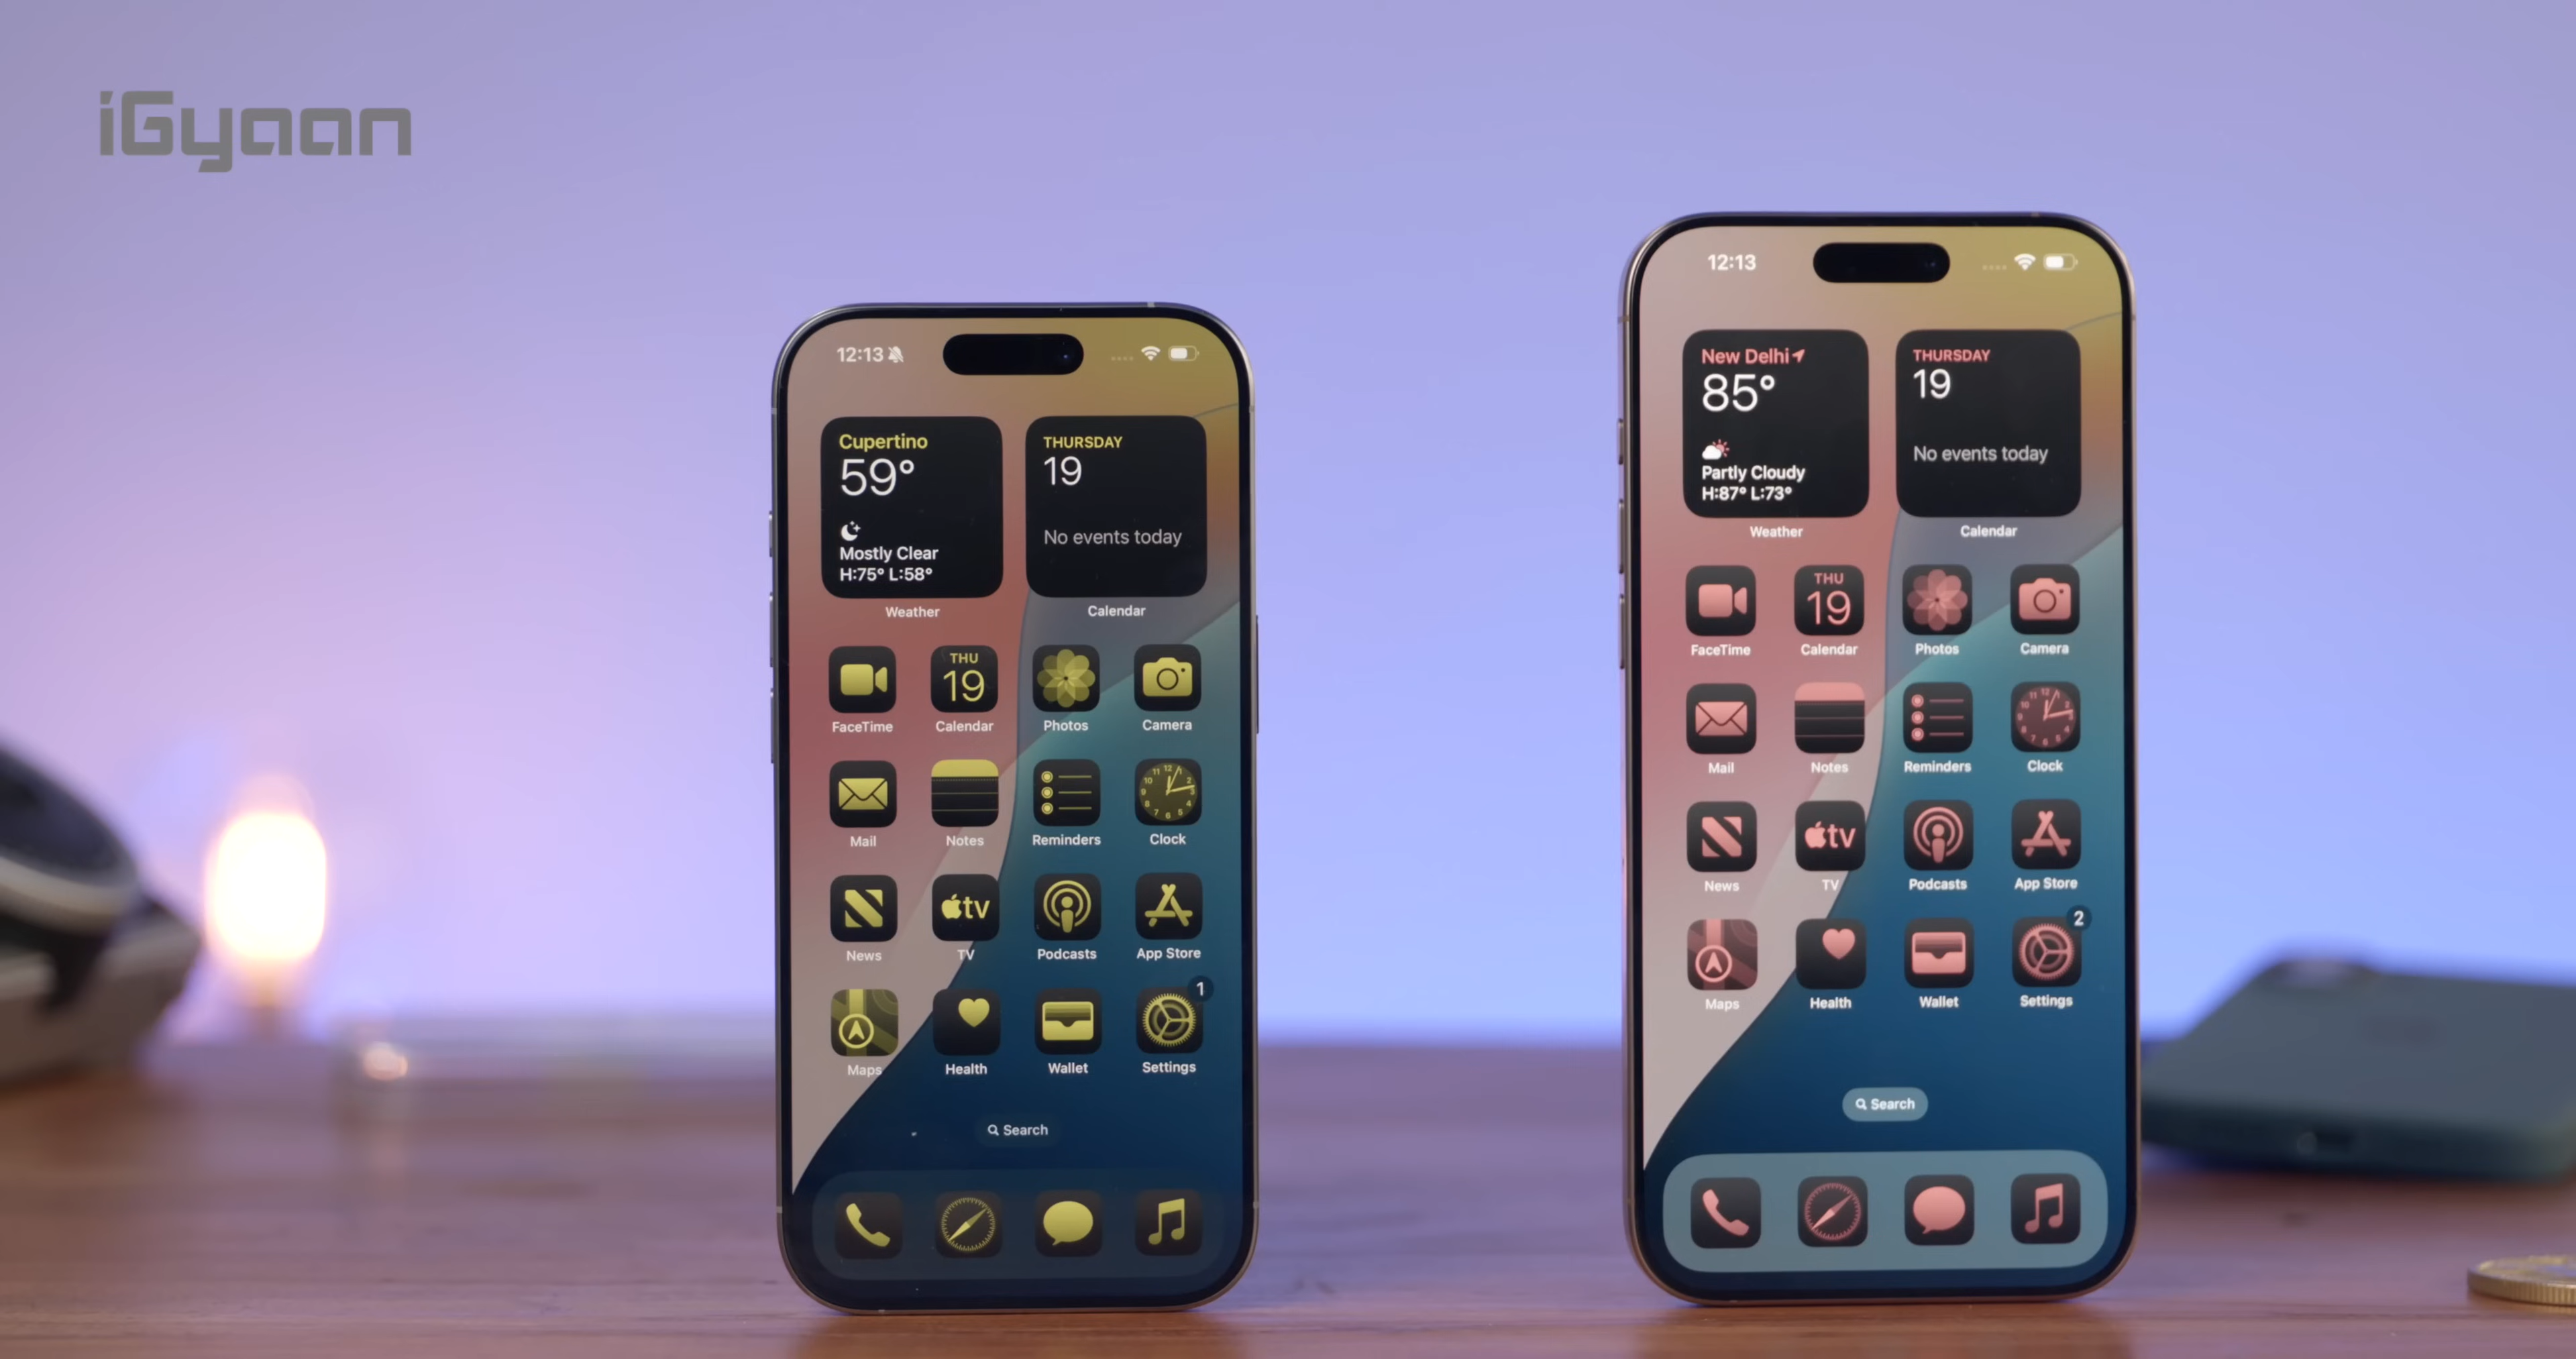 iGyaan
12:13
Cupertino
59°
Mostly Clear
H:75° L:58°
Weather
THURSDAY
19
No events today
Calendar
FaceTime
THU
19
Calendar
Photos
Camera
Mail
Notes
Reminders
Clock
News
tv
TV
Podcasts
App Store
Maps
Health
Wallet
1
Settings
Search
12:13
New Delhi
85°
Partly Cloudy
H:87° L:73°
Weather
THURSDAY
19
No events today
Calendar
FaceTime
THU
19
Calendar
Photos
Camera
Mail
Notes
Reminders
Clock
News
tv
TV
Podcasts
App Store
Maps
Health
Wallet
2
Settings
Search